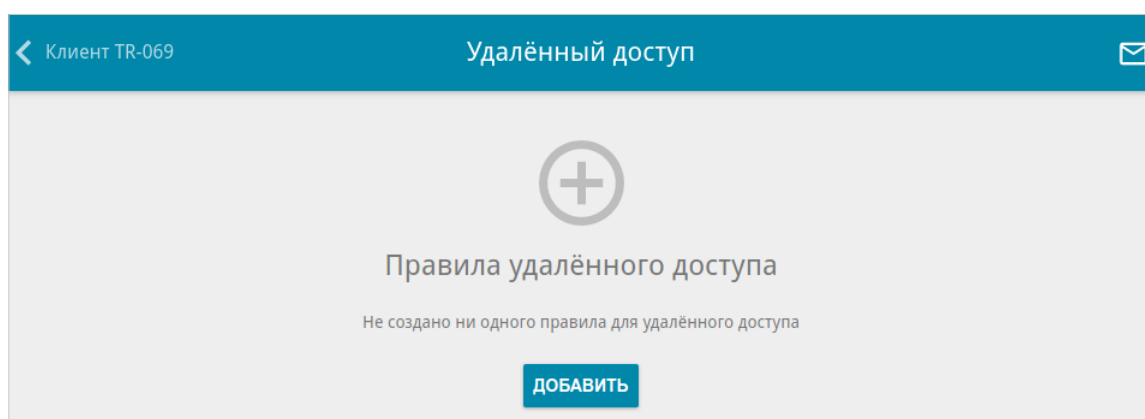 Клиент TR-069
Удалённый доступ
Правила удалённого доступа
Не создано ни одного правила для удалённого доступа
ДОБАВИТЬ